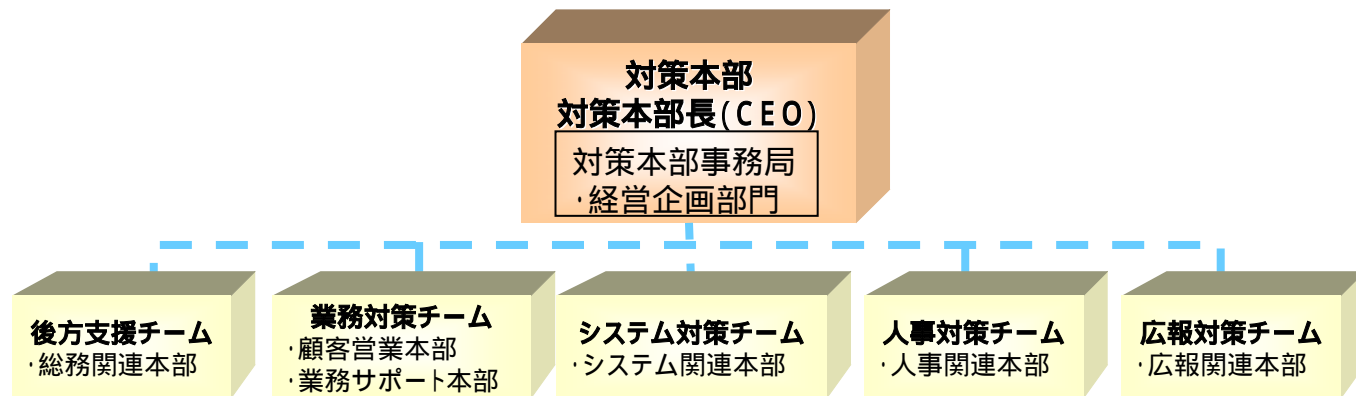 対策本部
対策本部長(CEO)
対策本部事務局
・経営企画部門
後方支援チーム
・総務関連本部
業務対策チーム
・顧客営業本部
・業務サポート本部
システム対策チーム
・システム関連本部
人事対策チーム
・人事関連本部
広報対策チーム
・広報関連本部